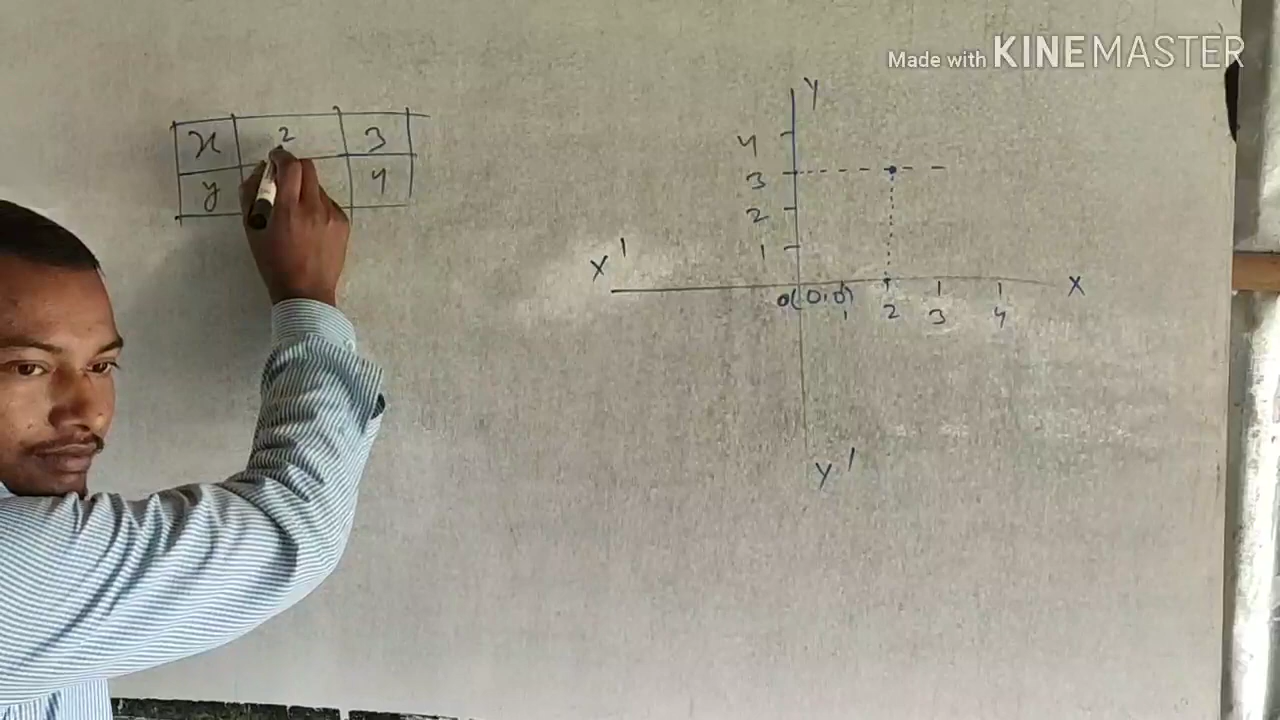 Made with KINEMASTER
x 2 3
y 4
Y
4
3
2
1
X'
X
O(0,0)
1 2 3 4
Y'